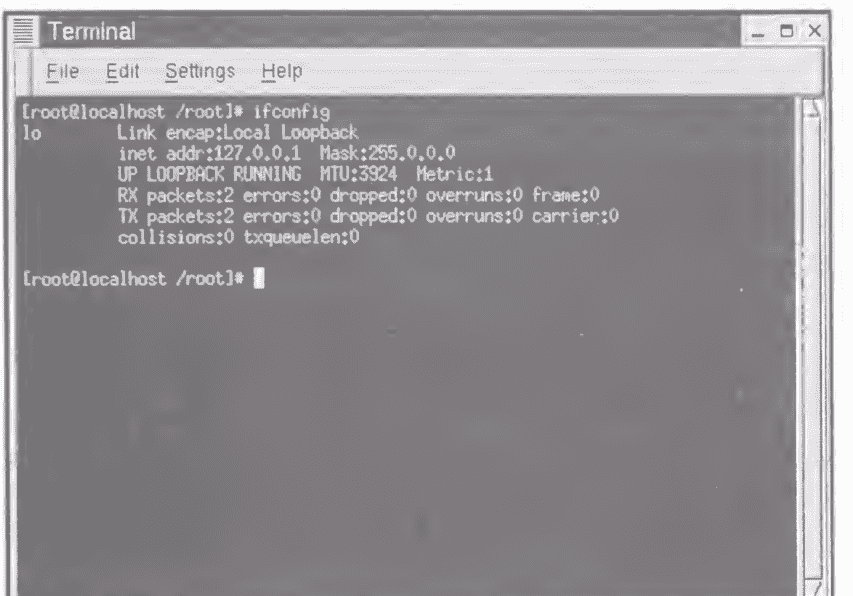 Terminal
File Edit Settings Help
[root@localhost /root]# ifconfig
lo Link encap:Local Loopback
inet addr:127.0.0.1 Mask:255.0.0.0
UP LOOPBACK RUNNING MTU:3924 Metric:1
RX packets:2 errors:0 dropped:0 overruns:0 frame:0
TX packets:2 errors:0 dropped:0 overruns:0 carrier:0
collisions:0 txqueuelen:0
[root@localhost /root]#